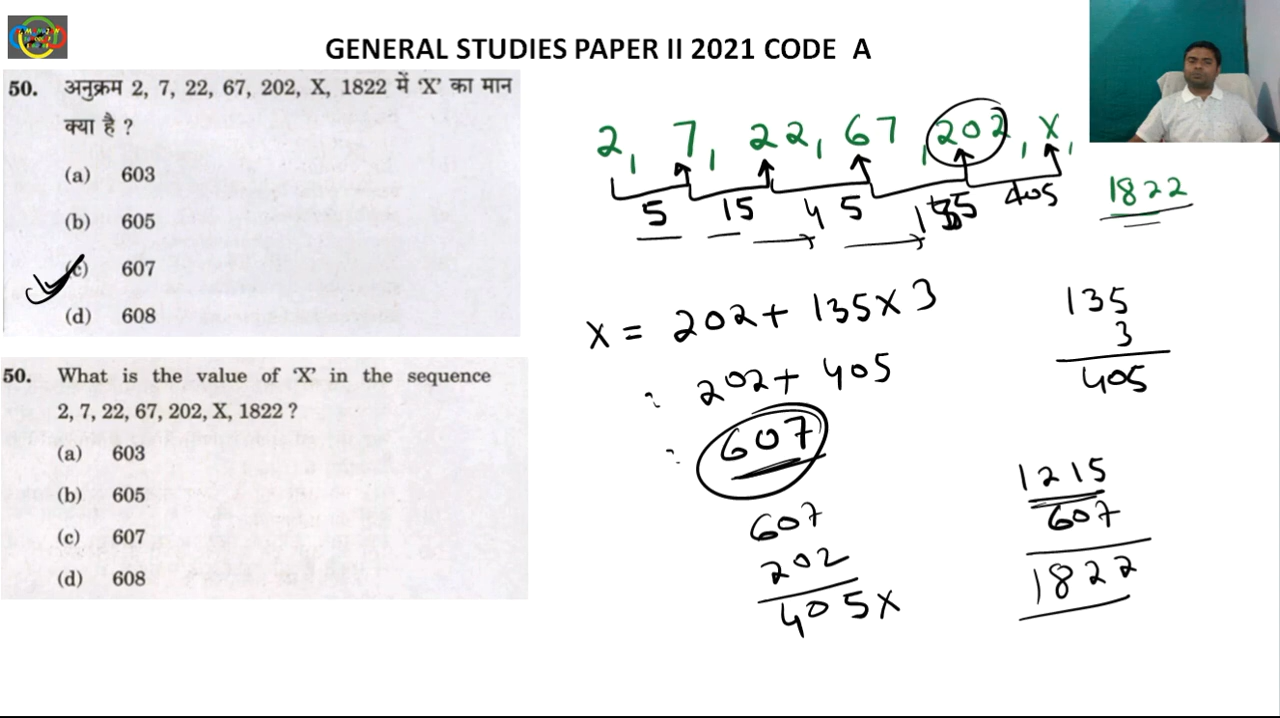 GENERAL STUDIES PAPER II 2021 CODE A
50. अनुक्रम 2, 7, 22, 67, 202, X, 1822 में ‘X’ का मान
क्या है ?
(a) 603
(b) 605
(c) 607
(d) 608
50. What is the value of ‘X’ in the sequence
2, 7, 22, 67, 202, X, 1822 ?
(a) 603
(b) 605
(c) 607
(d) 608
2, 7, 22, 67, 202, X,
1822
5 15 45 135 405
X = 202 + 135 x 3
: 202 + 405
: 607
607
202
405 x
135
3
405
1215
607
1822